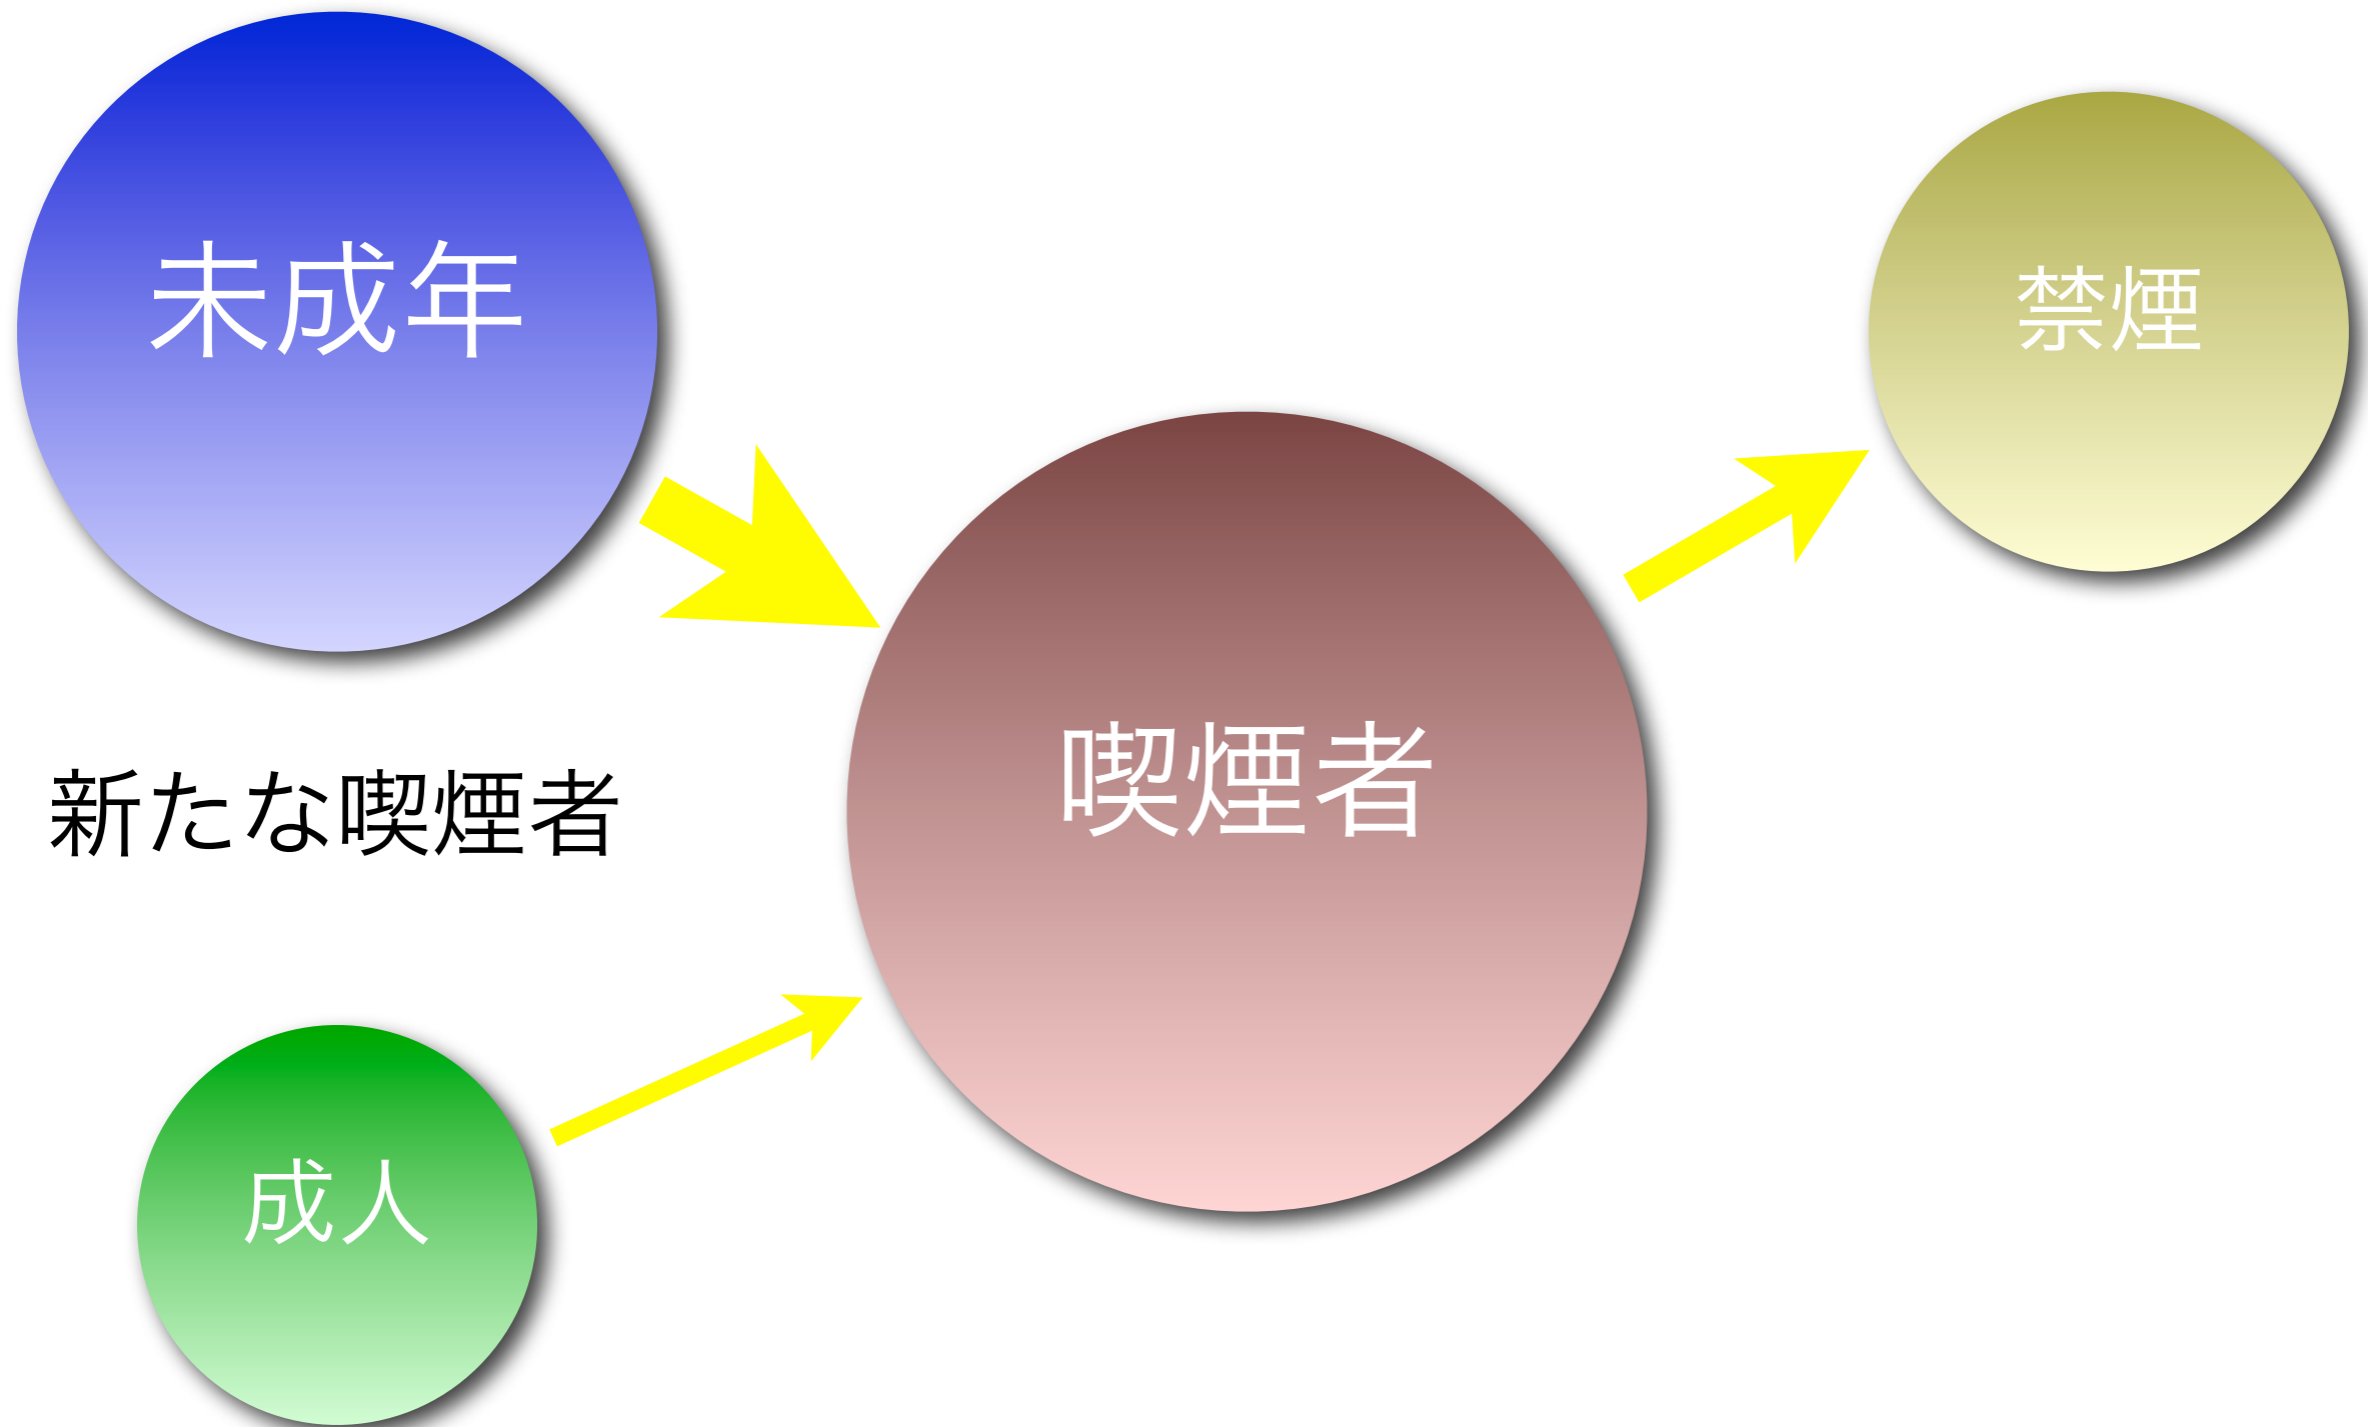 未成年
禁煙
喫煙者
新たな喫煙者
成人